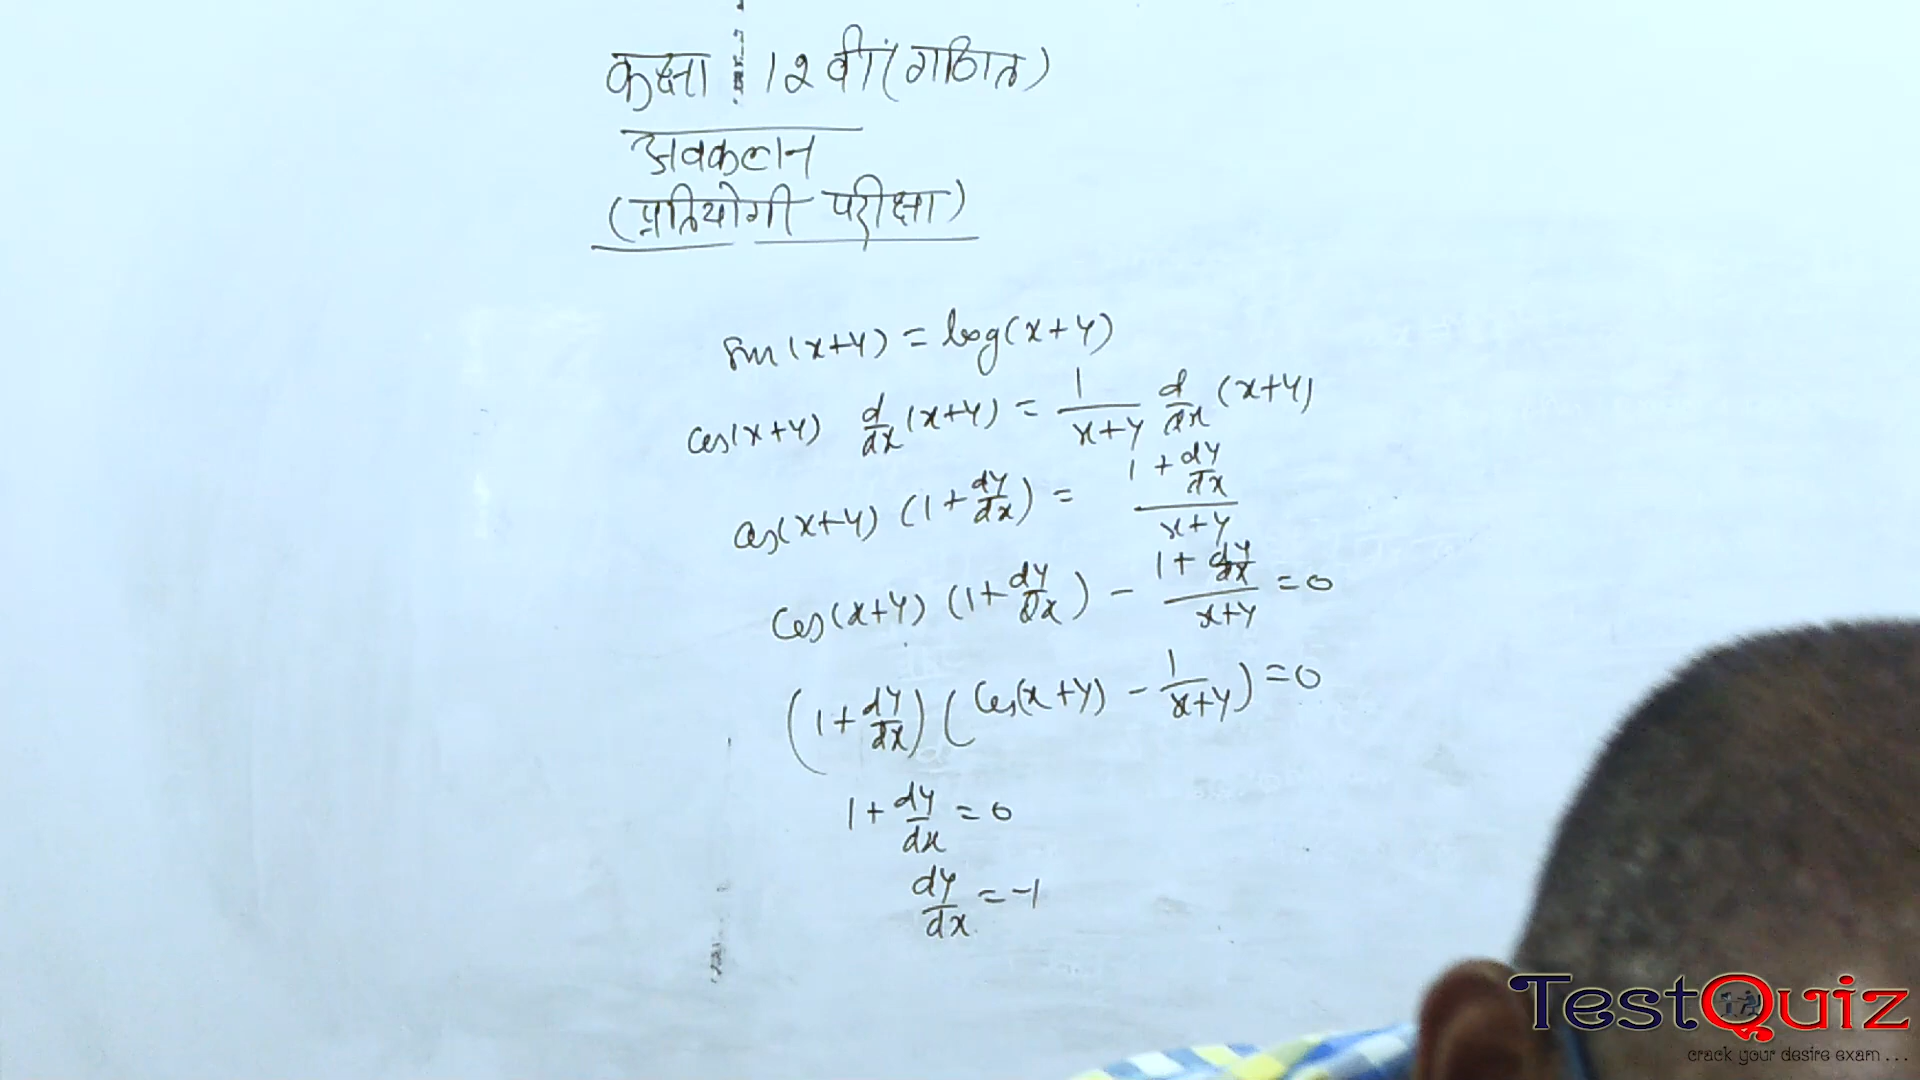 कक्षा 12 वीं (गणित)
अवकलन
(प्रतियोगी परीक्षा)
sin(x+y) = log(x+y)
cos(x+y) d/dx (x+y) = 1/(x+y) d/dx (x+y)
cos(x+y) (1+dy/dx) = (1+dy/dx)/(x+y)
cos(x+y) (1+dy/dx) - (1+dy/dx)/(x+y) = 0
(1+dy/dx) (cos(x+y) - 1/(x+y)) = 0
1+dy/dx = 0
dy/dx = -1
TestQuiz
crack your desire exam...